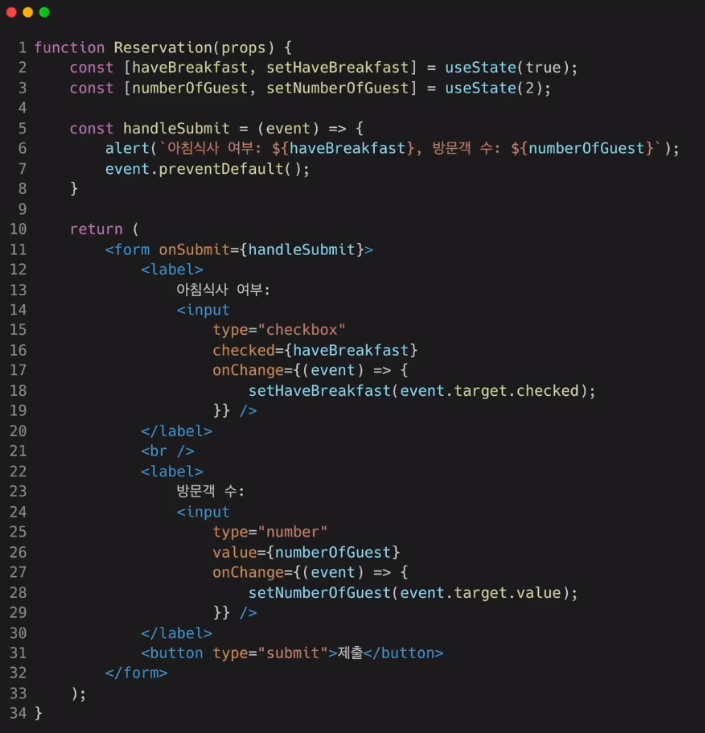 1 function Reservation(props) {
2     const [haveBreakfast, setHaveBreakfast] = useState(true);
3     const [numberOfGuest, setNumberOfGuest] = useState(2);
4
5     const handleSubmit = (event) => {
6         alert(`아침식사 여부: ${haveBreakfast}, 방문객 수: ${numberOfGuest}`);
7         event.preventDefault();
8     }
9
10     return (
11         <form onSubmit={handleSubmit}>
12             <label>
13                 아침식사 여부:
14                 <input
15                     type="checkbox"
16                     checked={haveBreakfast}
17                     onChange={(event) => {
18                         setHaveBreakfast(event.target.checked);
19                     }} />
20             </label>
21             <br />
22             <label>
23                 방문객 수:
24                 <input
25                     type="number"
26                     value={numberOfGuest}
27                     onChange={(event) => {
28                         setNumberOfGuest(event.target.value);
29                     }} />
30             </label>
31             <button type="submit">제출</button>
32         </form>
33     );
34 }